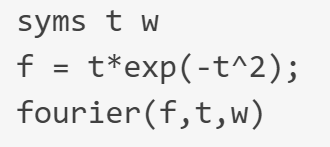 syms t w
f = t*exp(-t^2);
fourier(f,t,w)